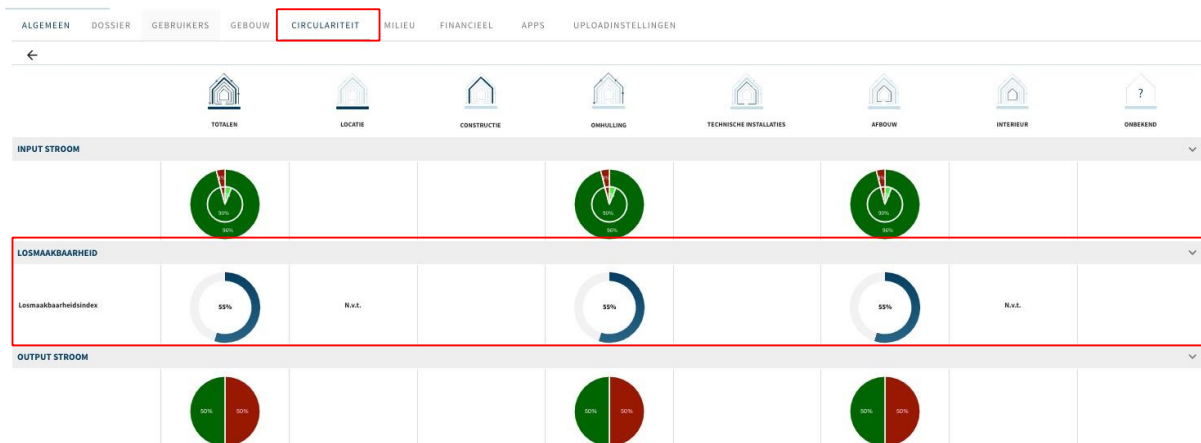 ALGEMEEN DOSSIER GEBRUIKERS GEBOUW CIRCULARITEIT MILIEU FINANCIEEL APPS UPLOADINSTELLINGEN
?
TOTALEN LOCATIE CONSTRUCTIE OMHULLING TECHNISCHE INSTALLATIES AFBOUW INTERIEUR ONBEKEND
INPUT STROOM
90% 90% 90%
96% 96% 96%
LOSMAAKBAARHEID
Losmaakbaarheidsindex 55% N.v.t. 55% 55% N.v.t.
OUTPUT STROOM
50% 50% 50% 50% 50% 50%